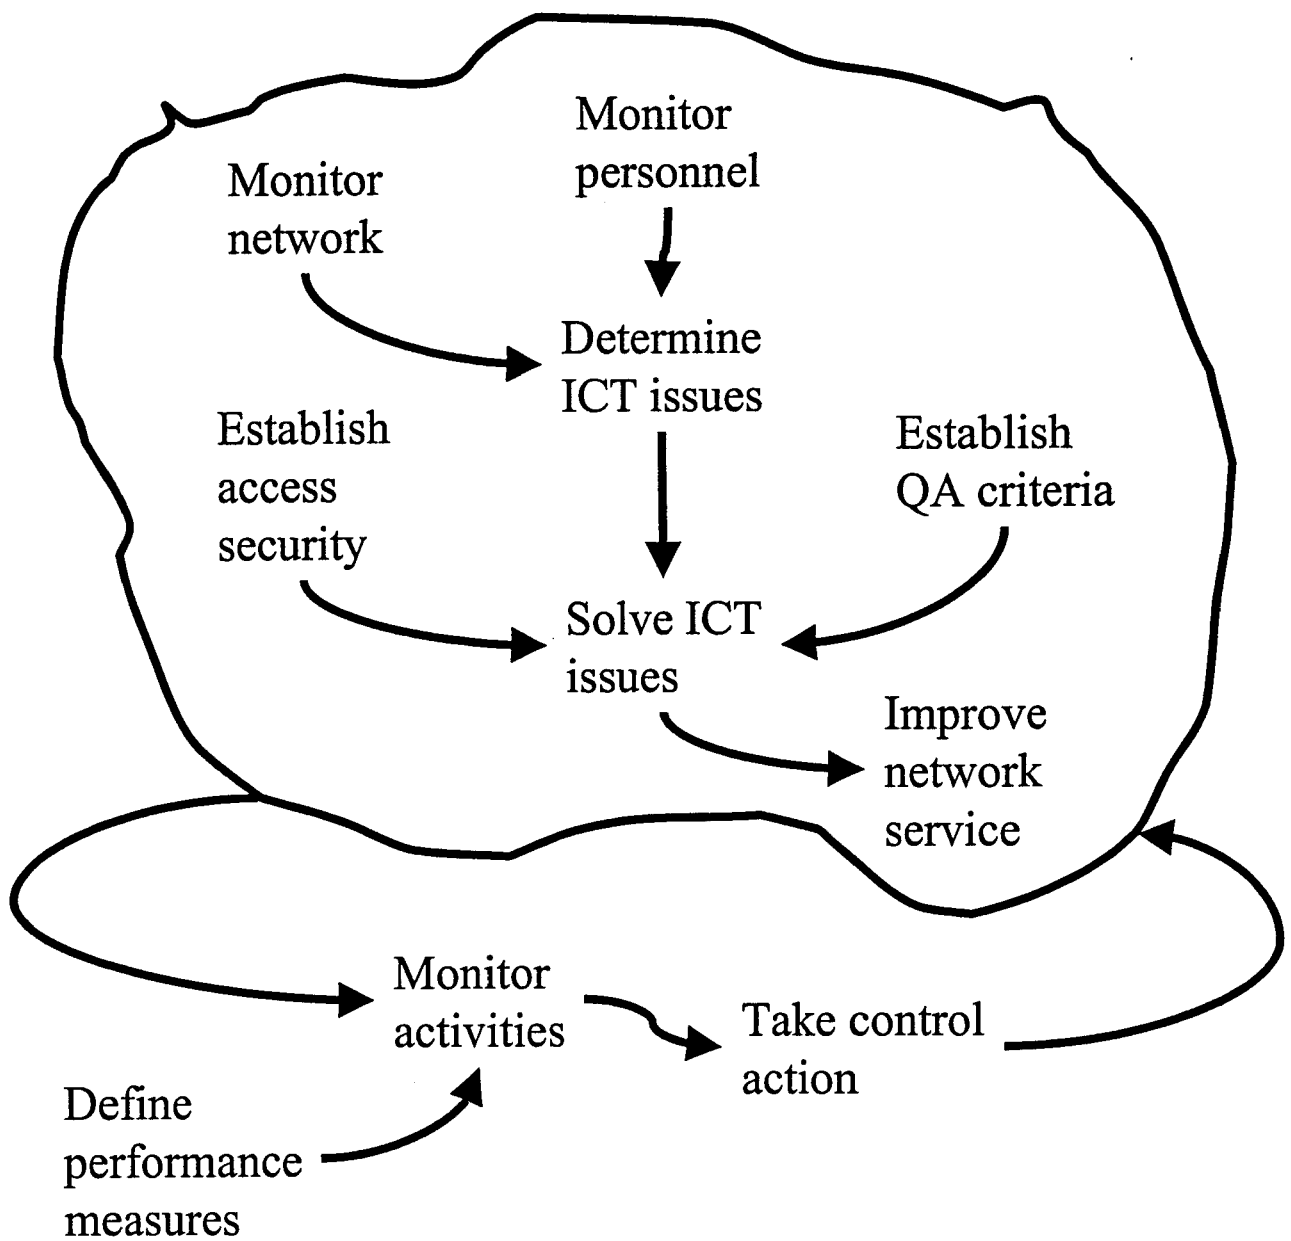 Monitor
personnel
Monitor
network
Determine
ICT issues
Establish
access
security
Establish
QA criteria
Solve ICT
issues
Improve
network
service
Monitor
activities
Take control
action
Define
performance
measures